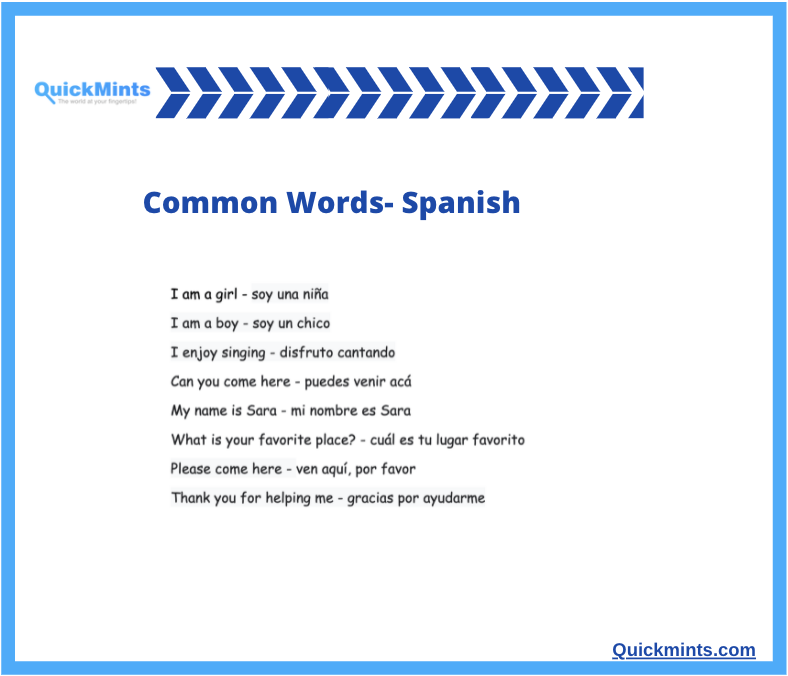 QuickMints
The world at your fingertips!
Common Words- Spanish
I am a girl - soy una niña
I am a boy - soy un chico
I enjoy singing - disfruto cantando
Can you come here - puedes venir acá
My name is Sara - mi nombre es Sara
What is your favorite place? - cuál es tu lugar favorito
Please come here - ven aquí, por favor
Thank you for helping me - gracias por ayudarme
Quickmints.com